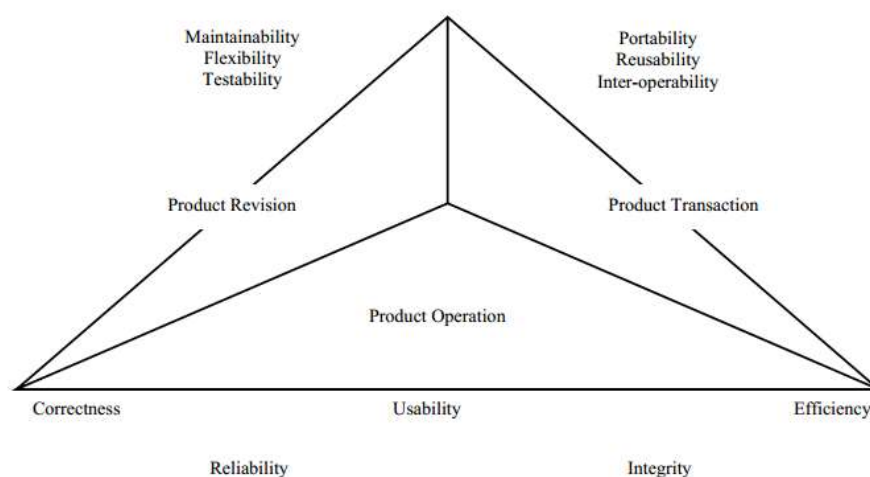 Maintainability
Flexibility
Testability
Portability
Reusability
Inter-operability
Product Revision
Product Transaction
Product Operation
Correctness
Usability
Efficiency
Reliability
Integrity